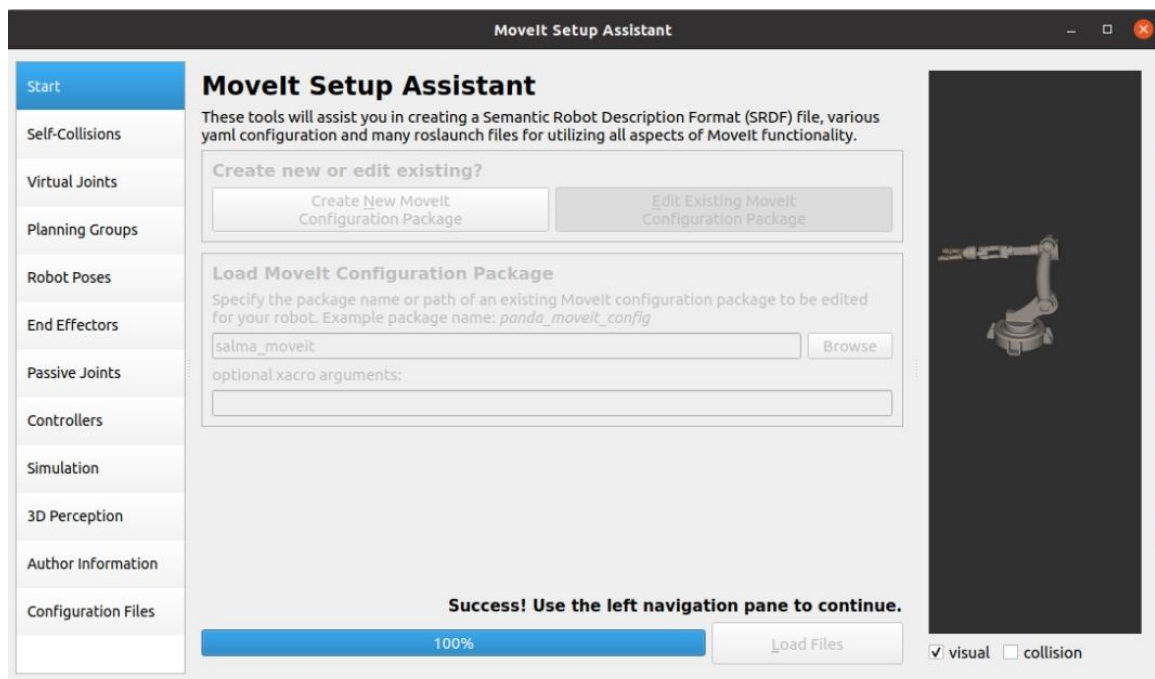 MoveIt Setup Assistant
Start
Self-Collisions
Virtual Joints
Planning Groups
Robot Poses
End Effectors
Passive Joints
Controllers
Simulation
3D Perception
Author Information
Configuration Files
MoveIt Setup Assistant
These tools will assist you in creating a Semantic Robot Description Format (SRDF) file, various
yaml configuration and many roslaunch files for utilizing all aspects of MoveIt functionality.
Create new or edit existing?
Create New MoveIt
Configuration Package
Edit Existing MoveIt
Configuration Package
Load MoveIt Configuration Package
Specify the package name or path of an existing MoveIt configuration package to be edited
for your robot. Example package name: panda_moveit_config
salma_moveit
Browse
optional xacro arguments:
Success! Use the left navigation pane to continue.
100%
Load Files
visual
collision